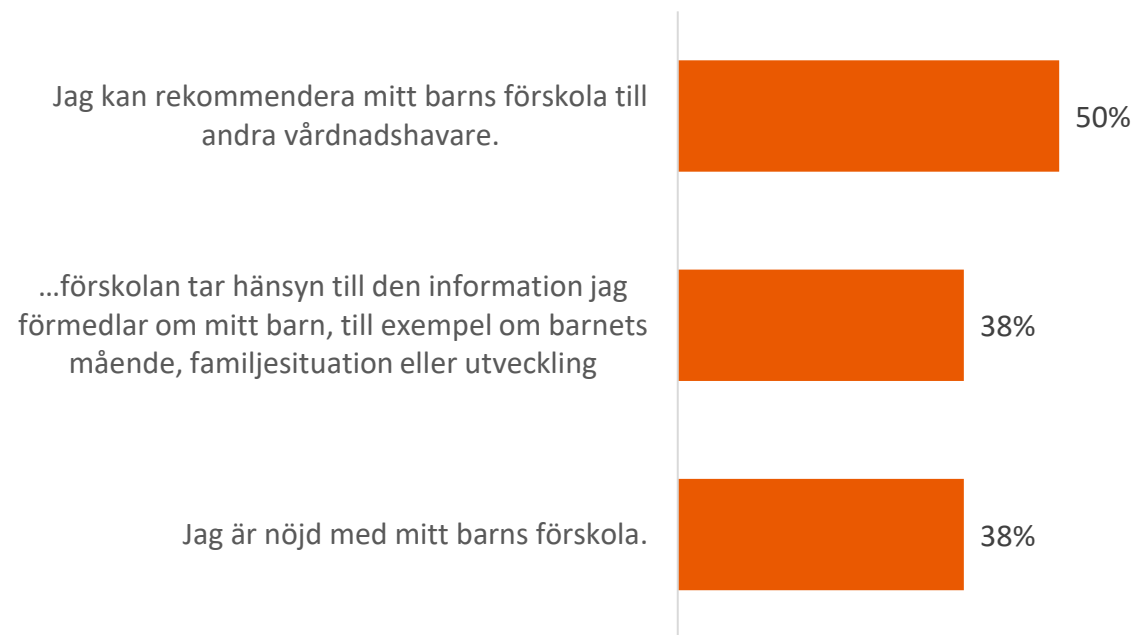 Jag kan rekommendera mitt barns förskola till
andra vårdnadshavare.
50%
…förskolan tar hänsyn till den information jag
förmedlar om mitt barn, till exempel om barnets
mående, familjesituation eller utveckling
38%
Jag är nöjd med mitt barns förskola.
38%